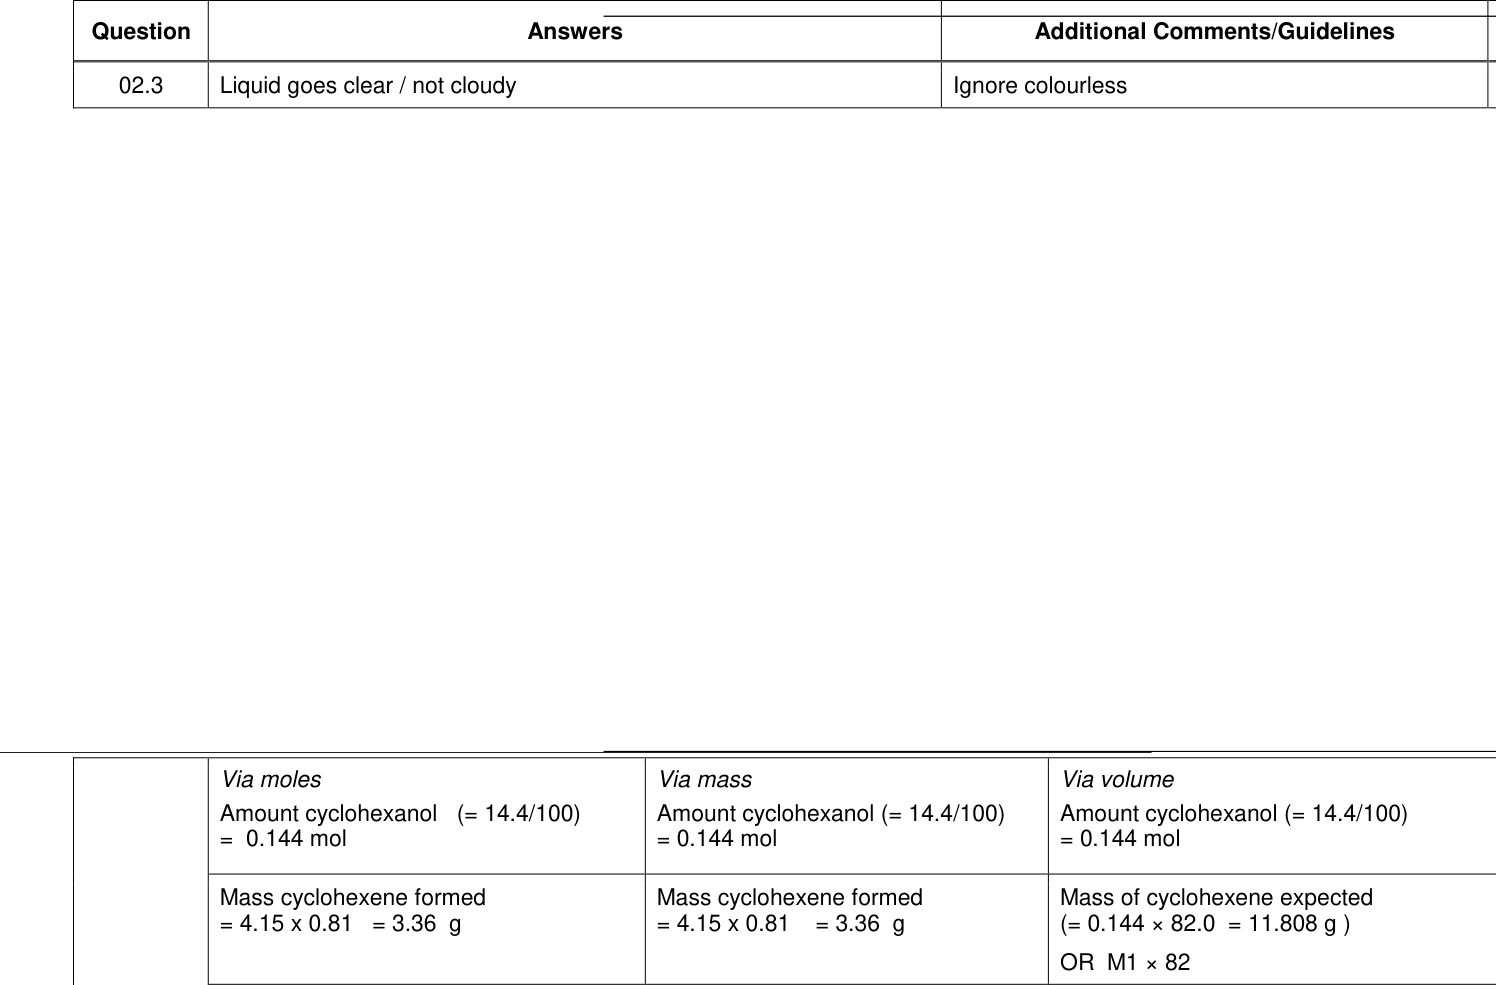 Question Answers Additional Comments/Guidelines
02.3 Liquid goes clear / not cloudy Ignore colourless
Via moles
Amount cyclohexanol (= 14.4/100)
= 0.144 mol
Via mass
Amount cyclohexanol (= 14.4/100)
= 0.144 mol
Via volume
Amount cyclohexanol (= 14.4/100)
= 0.144 mol
Mass cyclohexene formed
= 4.15 x 0.81 = 3.36 g
Mass cyclohexene formed
= 4.15 x 0.81 = 3.36 g
Mass of cyclohexene expected
(= 0.144 × 82.0 = 11.808 g )
OR M1 × 82